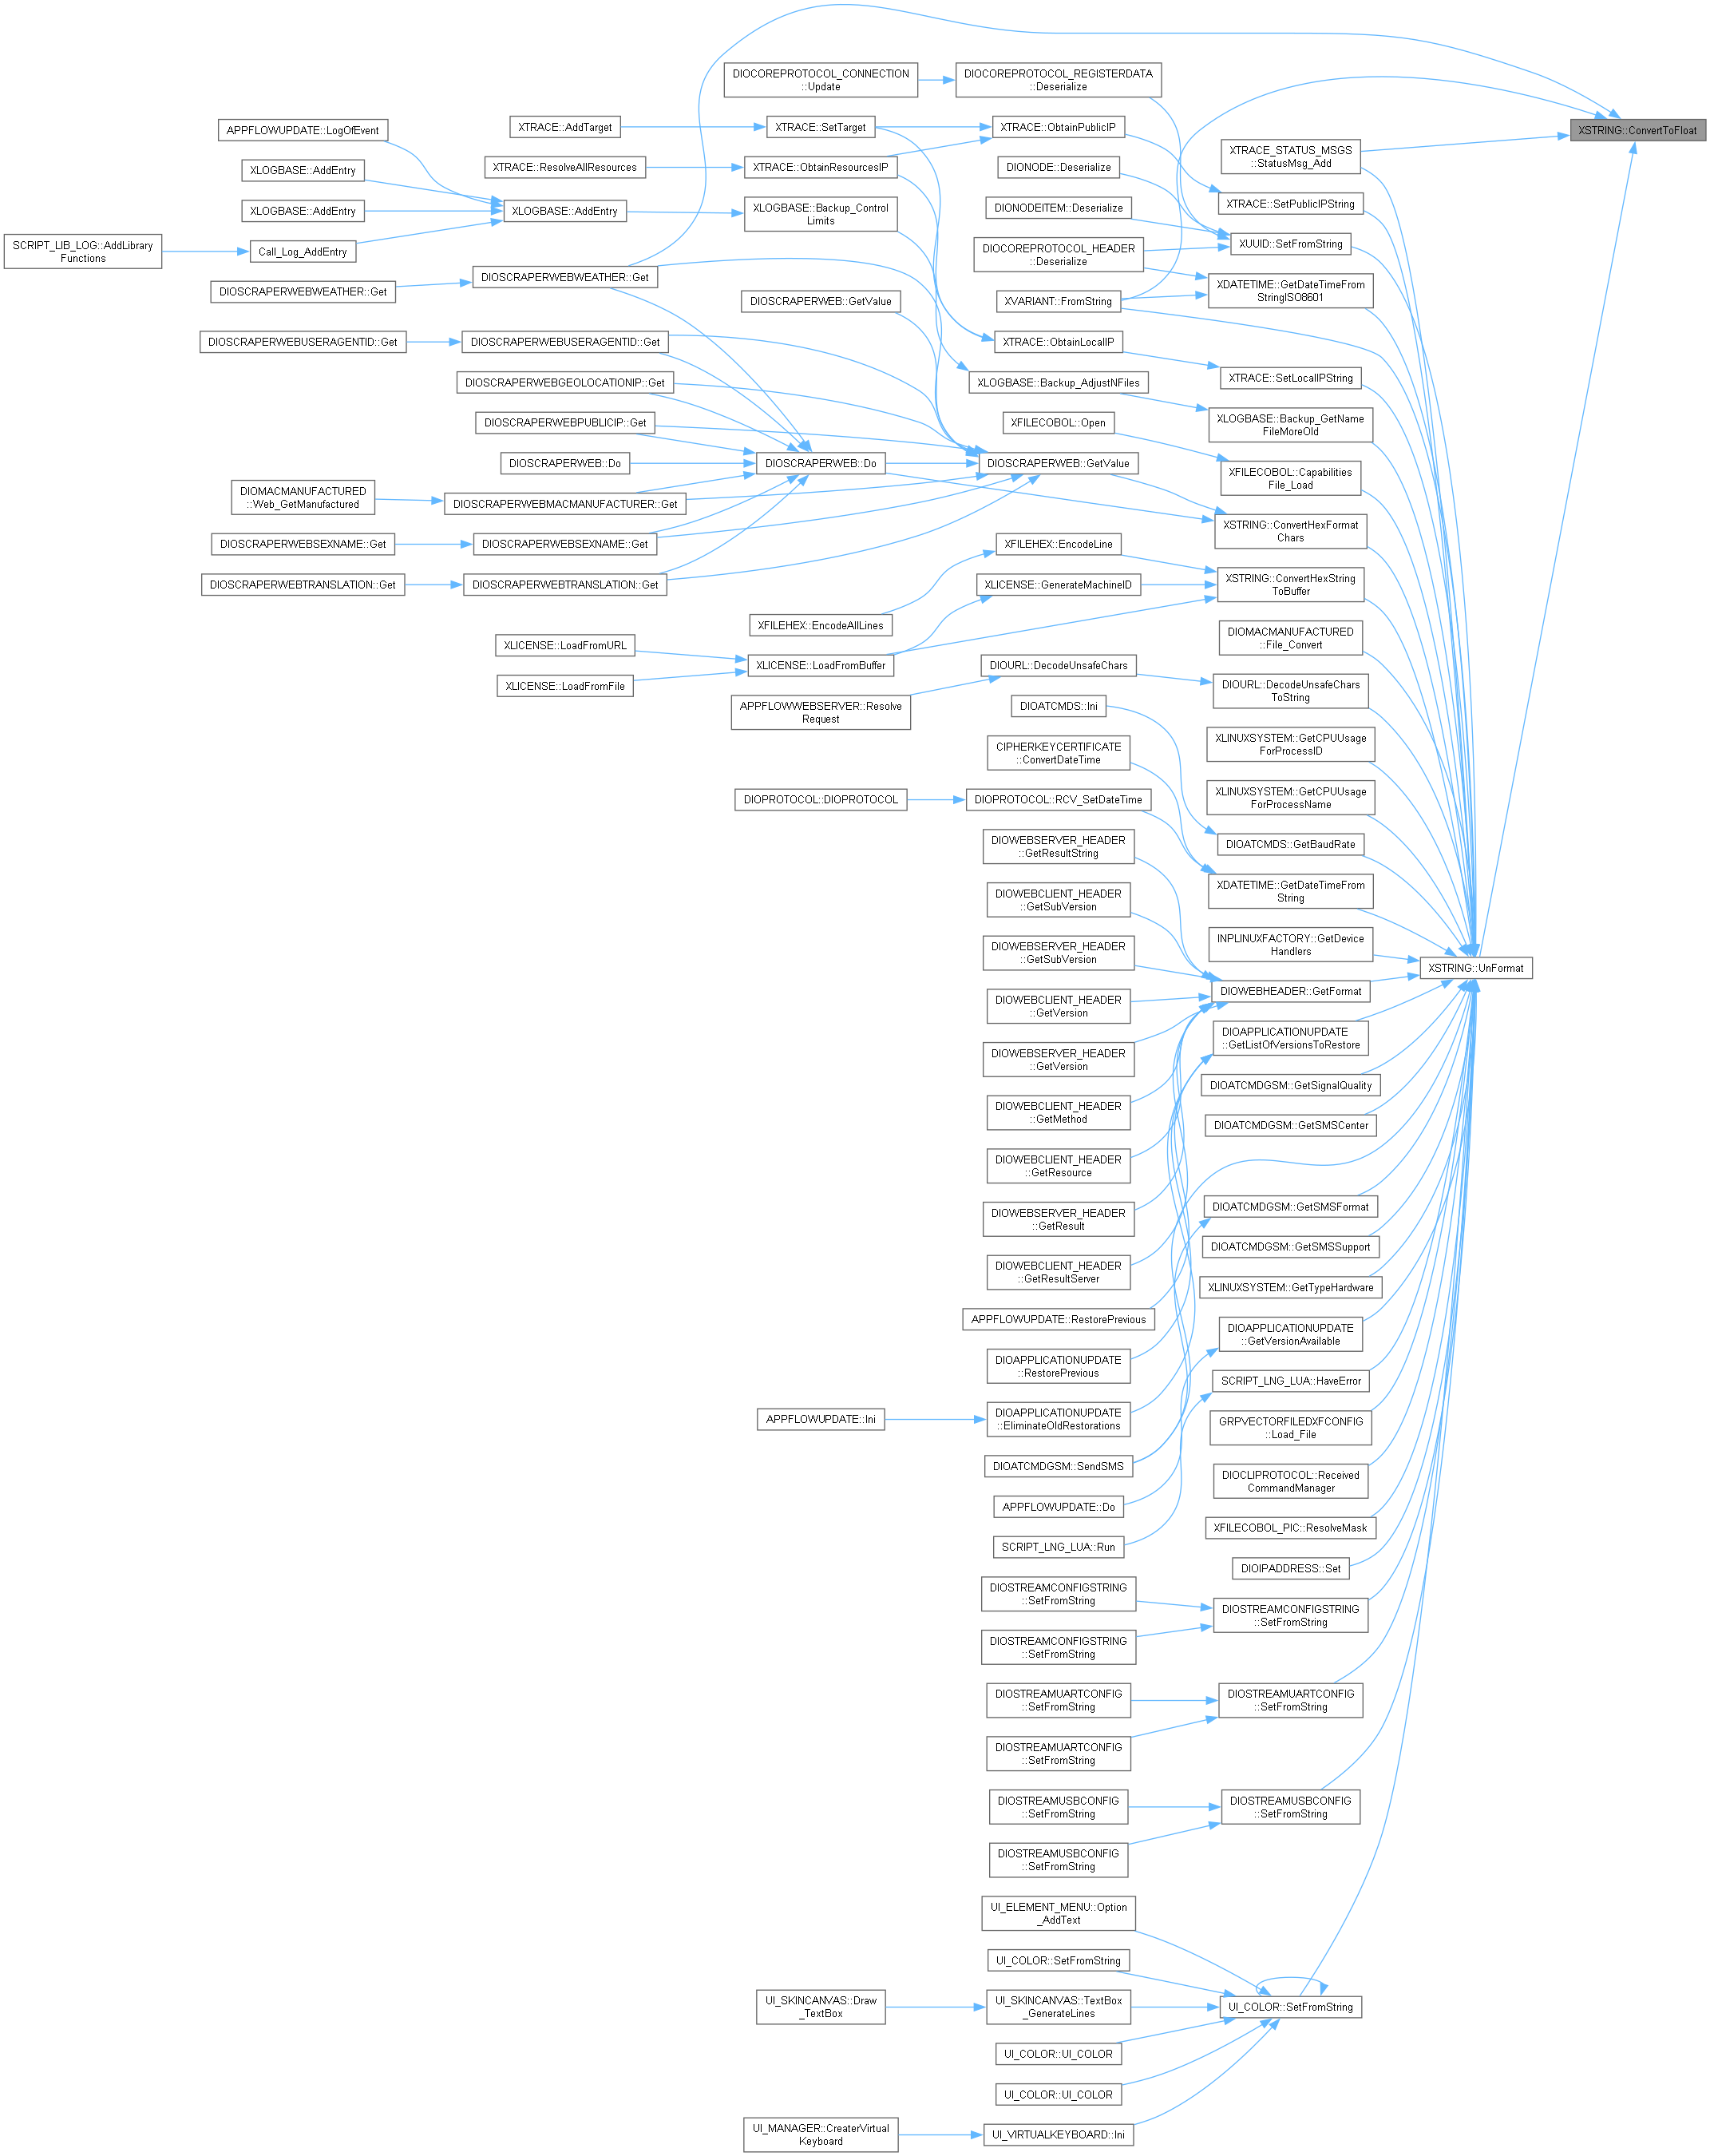 DIOCOREPROTOCOL_CONNECTION
::Update
DIOCOREPROTOCOL_REGISTERDATA
::Deserialize
XSTRING::ConvertToFloat
APPFLOWUPDATE::LogOfEvent
XTRACE::AddTarget
XTRACE::SetTarget
XTRACE::ObtainPublicIP
XTRACE_STATUS_MSGS
::StatusMsg_Add
XLOGBASE::AddEntry
XTRACE::ResolveAllResources
XTRACE::ObtainResourcesIP
DIONODE::Deserialize
XTRACE::SetPublicIPString
XLOGBASE::AddEntry
XLOGBASE::AddEntry
XLOGBASE::Backup_Control
Limits
DIONODEITEM::Deserialize
SCRIPT_LIB_LOG::AddLibrary
Functions
Call_Log_AddEntry
DIOCOREPROTOCOL_HEADER
::Deserialize
XUUID::SetFromString
DIOSCRAPERWEBWEATHER::Get
DIOSCRAPERWEBWEATHER::Get
DIOSCRAPERWEB::GetValue
XVARIANT::FromString
XDATETIME::GetDateTimeFrom
StringISO8601
DIOSCRAPERWEBUSERAGENTID::Get
DIOSCRAPERWEBUSERAGENTID::Get
XTRACE::ObtainLocalIP
DIOSCRAPERWEBGEOLOCATIONIP::Get
XLOGBASE::Backup_AdjustNFiles
XTRACE::SetLocalIPString
DIOSCRAPERWEBPUBLICIP::Get
XFILECOBOL::Open
XLOGBASE::Backup_GetName
FileMoreOld
DIOSCRAPERWEB::Do
DIOSCRAPERWEB::Do
DIOSCRAPERWEB::GetValue
XFILECOBOL::Capabilities
File_Load
DIOMACMANUFACTURED
::Web_GetManufactured
DIOSCRAPERWEBMACMANUFACTURER::Get
XSTRING::ConvertHexFormat
Chars
DIOSCRAPERWEBSEXNAME::Get
DIOSCRAPERWEBSEXNAME::Get
XFILEHEX::EncodeLine
DIOSCRAPERWEBTRANSLATION::Get
DIOSCRAPERWEBTRANSLATION::Get
XLICENSE::GenerateMachineID
XSTRING::ConvertHexString
ToBuffer
XFILEHEX::EncodeAllLines
XLICENSE::LoadFromURL
XLICENSE::LoadFromBuffer
XLICENSE::LoadFromFile
DIOMACMANUFACTURED
::File_Convert
DIOURL::DecodeUnsafeChars
DIOURL::DecodeUnsafeChars
ToString
APPFLOWWEBSERVER::Resolve
Request
DIOATCMDS::Ini
XLINUXSYSTEM::GetCPUUsage
ForProcessID
CIPHERKEYCERTIFICATE
::ConvertDateTime
XLINUXSYSTEM::GetCPUUsage
ForProcessName
DIOPROTOCOL::DIOPROTOCOL
DIOPROTOCOL::RCV_SetDateTime
DIOATCMDS::GetBaudRate
DIOWEBSERVER_HEADER
::GetResultString
XDATETIME::GetDateTimeFrom
String
DIOWEBCLIENT_HEADER
::GetSubVersion
INPLINUXFACTORY::GetDevice
Handlers
DIOWEBSERVER_HEADER
::GetSubVersion
XSTRING::UnFormat
DIOWEBHEADER::GetFormat
DIOWEBCLIENT_HEADER
::GetVersion
DIOAPPLICATIONUPDATE
::GetListOfVersionsToRestore
DIOWEBSERVER_HEADER
::GetVersion
DIOATCMDGSM::GetSignalQuality
DIOWEBCLIENT_HEADER
::GetMethod
DIOATCMDGSM::GetSMSCenter
DIOWEBCLIENT_HEADER
::GetResource
DIOATCMDGSM::GetSMSFormat
DIOWEBSERVER_HEADER
::GetResult
DIOATCMDGSM::GetSMSSupport
DIOWEBCLIENT_HEADER
::GetResultServer
XLINUXSYSTEM::GetTypeHardware
APPFLOWUPDATE::RestorePrevious
DIOAPPLICATIONUPDATE
::GetVersionAvailable
DIOAPPLICATIONUPDATE
::RestorePrevious
SCRIPT_LNG_LUA::HaveError
APPFLOWUPDATE::Ini
DIOAPPLICATIONUPDATE
::EliminateOldRestorations
GRPVECTORFILEDXFCONFIG
::Load_File
DIOATCMDGSM::SendSMS
DIOCLIPROTOCOL::Received
CommandManager
APPFLOWUPDATE::Do
XFILECOBOL_PIC::ResolveMask
SCRIPT_LNG_LUA::Run
DIOIPADDRESS::Set
DIOSTREAMCONFIGSTRING
::SetFromString
DIOSTREAMCONFIGSTRING
::SetFromString
DIOSTREAMCONFIGSTRING
::SetFromString
DIOSTREAMUARTCONFIG
::SetFromString
DIOSTREAMUARTCONFIG
::SetFromString
DIOSTREAMUARTCONFIG
::SetFromString
DIOSTREAMUSBCONFIG
::SetFromString
DIOSTREAMUSBCONFIG
::SetFromString
DIOSTREAMUSBCONFIG
::SetFromString
UI_ELEMENT_MENU::Option
_AddText
UI_COLOR::SetFromString
UI_SKINCANVAS::Draw
_TextBox
UI_SKINCANVAS::TextBox
_GenerateLines
UI_COLOR::SetFromString
UI_COLOR::UI_COLOR
UI_COLOR::UI_COLOR
UI_MANAGER::CreaterVirtual
Keyboard
UI_VIRTUALKEYBOARD::Ini